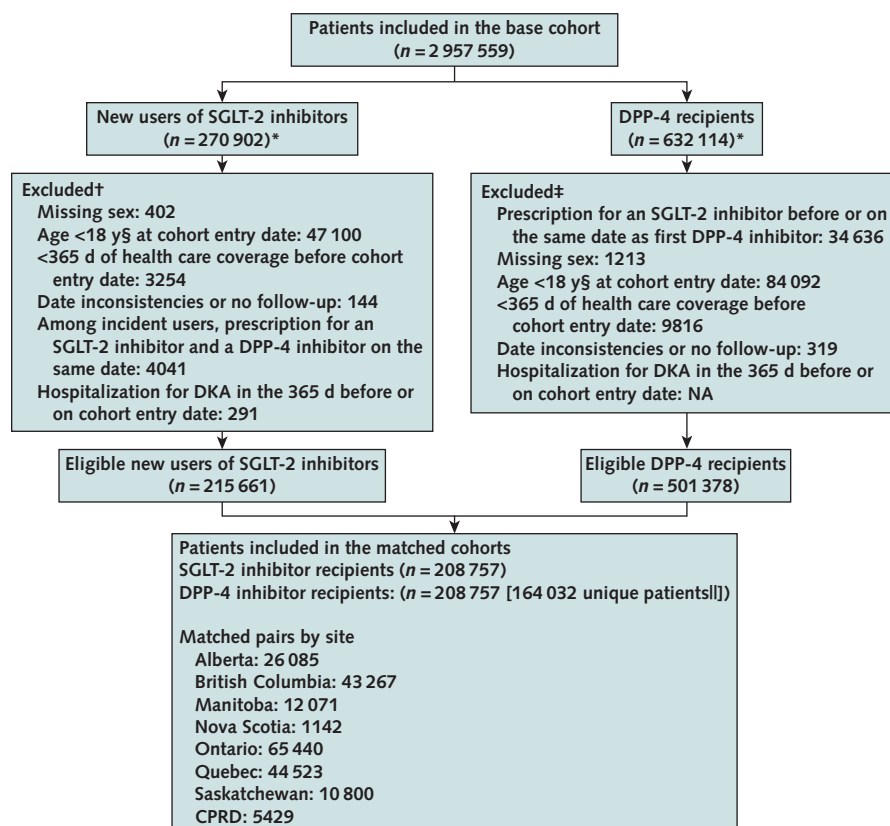 Patients included in the base cohort
(n = 2 957 559)
New users of SGLT-2 inhibitors
(n = 270 902)*
DPP-4 recipients
(n = 632 114)*
Excluded†
Missing sex: 402
Age <18 y§ at cohort entry date: 47 100
<365 d of health care coverage before cohort
entry date: 3254
Date inconsistencies or no follow-up: 144
Among incident users, prescription for an
SGLT-2 inhibitor and a DPP-4 inhibitor on the
same date: 4041
Hospitalization for DKA in the 365 d before or
on cohort entry date: 291
Excluded‡
Prescription for an SGLT-2 inhibitor before or on
the same date as first DPP-4 inhibitor: 34 636
Missing sex: 1213
Age <18 y§ at cohort entry date: 84 092
<365 d of health care coverage before
cohort entry date: 9816
Date inconsistencies or no follow-up: 319
Hospitalization for DKA in the 365 d before or
on cohort entry date: NA
Eligible new users of SGLT-2 inhibitors
(n = 215 661)
Eligible DPP-4 recipients
(n = 501 378)
Patients included in the matched cohorts
SGLT-2 inhibitor recipients (n = 208 757)
DPP-4 inhibitor recipients: (n = 208 757 [164 032 unique patients||])
Matched pairs by site
Alberta: 26 085
British Columbia: 43 267
Manitoba: 12 071
Nova Scotia: 1142
Ontario: 65 440
Quebec: 44 523
Saskatchewan: 10 800
CPRD: 5429